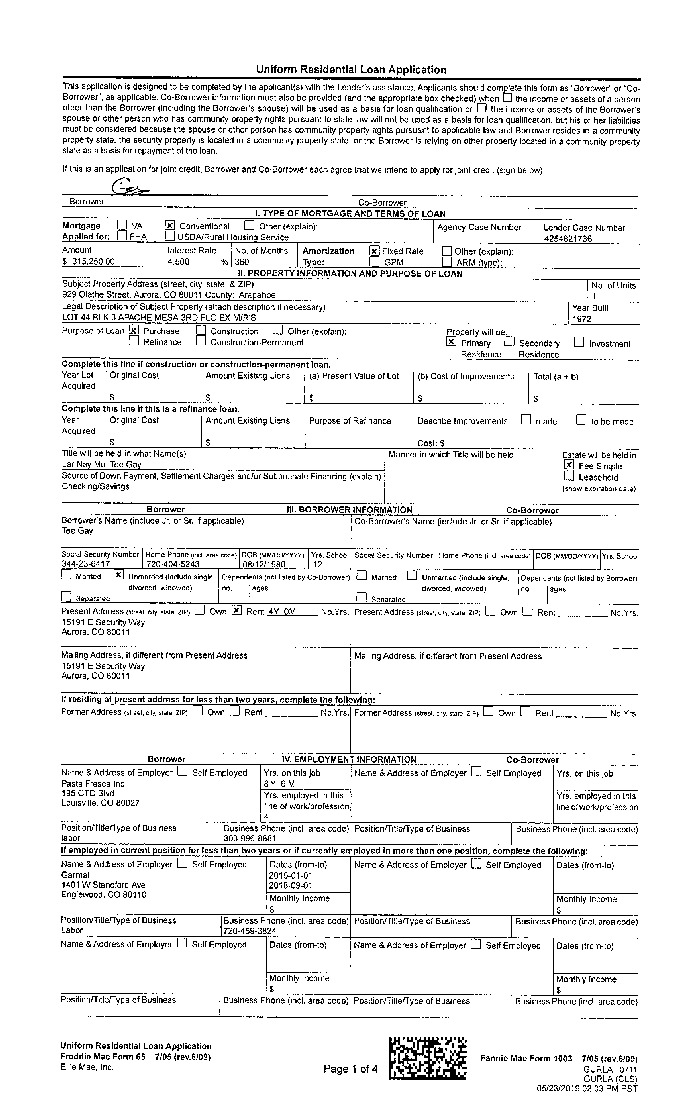 Uniform Residential Loan Application
This application is designed to be completed by the applicant(s) with the Lender's assistance. Applicants should complete this form as "Borrower" or "Co-
Borrower", as applicable. Co-Borrower information must also be provided (and the appropriate box checked) when the income or assets of a person
other than the Borrower (including the Borrower's spouse) will be used as a basis for loan qualification or the income or assets of the Borrower's
spouse or other person who has community property rights pursuant to state law will not be used as a basis for loan qualification, but his or her liabilities
must be considered because the spouse or other person has community property rights pursuant to applicable law and Borrower resides in a community
property state, the security property is located in a community property state, or the Borrower is relying on other property located in a community property
state as a basis for repayment of the loan.
If this is an application for joint credit, Borrower and Co-Borrower each agree that we intend to apply for joint credit (sign below)
Borrower Co-Borrower
I. TYPE OF MORTGAGE AND TERMS OF LOAN
Mortgage VA X Conventional Other (explain): Agency Case Number Lender Case Number
Applied for: FHA USDA/Rural Housing Service 4254621736
Amount Interest Rate No. of Months Amortization X Fixed Rate Other (explain):
$ 315,250.00 4.500 % 360 Type: GPM ARM (type):
II. PROPERTY INFORMATION AND PURPOSE OF LOAN
Subject Property Address (street, city, state & ZIP) No. of Units
929 Olathe Street, Aurora, CO 80011 County: Arapahoe 1
Legal Description of Subject Property (attach description if necessary) Year Built
LOT 44 BLK 3 APACHE MESA 3RD FLG EX M/R'S 1972
Purpose of Loan X Purchase Construction Other (explain): Property will be:
Refinance Construction-Permanent X Primary Residence Secondary Residence Investment
Complete this line if construction or construction-permanent loan.
Year Lot Acquired Original Cost Amount Existing Liens (a) Present Value of Lot (b) Cost of Improvements Total (a + b)
$ $ $ $ $
Complete this line if this is a refinance loan.
Year Acquired Original Cost Amount Existing Liens Purpose of Refinance Describe Improvements made to be made
$ $ Cost: $
Title will be held in what Name(s) Manner in which Title will be held Estate will be held in
X Fee Simple
Source of Down Payment, Settlement Charges and/or Subordinate Financing (explain) Leasehold
Checking/Savings (show expiration date)
Borrower III. BORROWER INFORMATION Co-Borrower
Borrower's Name (include Jr. or Sr. if applicable) Co-Borrower's Name (include Jr. or Sr. if applicable)
Tee Gay
Social Security Number Home Phone (incl. area code) DOB (MM/DD/YYYY) Yrs. School Social Security Number Home Phone (incl. area code) DOB (MM/DD/YYYY) Yrs. School
720-404-5243 12
Married X Unmarried (include single, divorced, widowed) Dependents (not listed by Co-Borrower) Married Unmarried (include single, divorced, widowed) Dependents (not listed by Borrower)
Separated no. ages Separated no. ages
Present Address (street, city, state, ZIP) Own X Rent 4Y 0M No. Yrs. Present Address (street, city, state, ZIP) Own Rent No. Yrs.
15191 E Security Way
Aurora, CO 80011
Mailing Address, if different from Present Address Mailing Address, if different from Present Address
15191 E Security Way
Aurora, CO 80011
If residing at present address for less than two years, complete the following:
Former Address (street, city, state, ZIP) Own Rent No. Yrs. Former Address (street, city, state, ZIP) Own Rent No. Yrs.
Borrower IV. EMPLOYMENT INFORMATION Co-Borrower
Name & Address of Employer Self Employed Yrs. on this job Name & Address of Employer Self Employed Yrs. on this job
Pasta Fresca Inc
195 CTC Blvd Yrs. employed in this line of work/profession Yrs. employed in this line of work/profession
Louisville, CO 80027 4
Position/Title/Type of Business Business Phone (incl. area code) Position/Title/Type of Business Business Phone (incl. area code)
labor
If employed in current position for less than two years or if currently employed in more than one position, complete the following:
Name & Address of Employer Self Employed Dates (from-to) Name & Address of Employer Self Employed Dates (from-to)
1401 W Standford Ave
Englewood, CO 80110 Monthly Income Monthly Income
$ $
Position/Title/Type of Business Business Phone (incl. area code) Position/Title/Type of Business Business Phone (incl. area code)
Labor 720-459-3824
Name & Address of Employer Self Employed Dates (from-to) Name & Address of Employer Self Employed Dates (from-to)
Monthly Income Monthly Income
$ $
Position/Title/Type of Business Business Phone (incl. area code) Position/Title/Type of Business Business Phone (incl. area code)
Uniform Residential Loan Application
Freddie Mac Form 65 7/05 (rev.6/09) Fannie Mae Form 1003 7/05 (rev.6/09)
Ellie Mae, Inc. Page 1 of 4 GURLA 0711
GURLA (CLS)
05/23/2019 02:03 PM PST